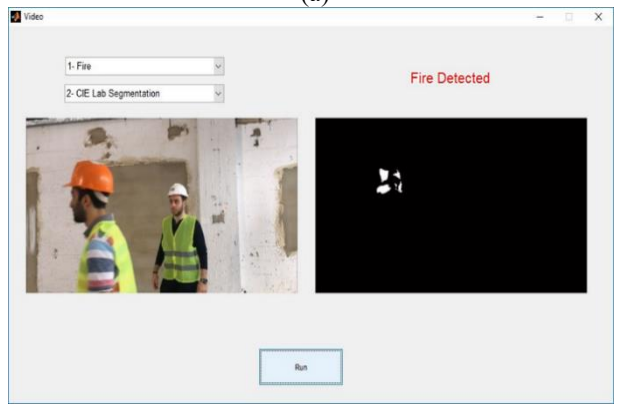 Video
1- Fire
Fire Detected
2- CIE Lab Segmentation
Run